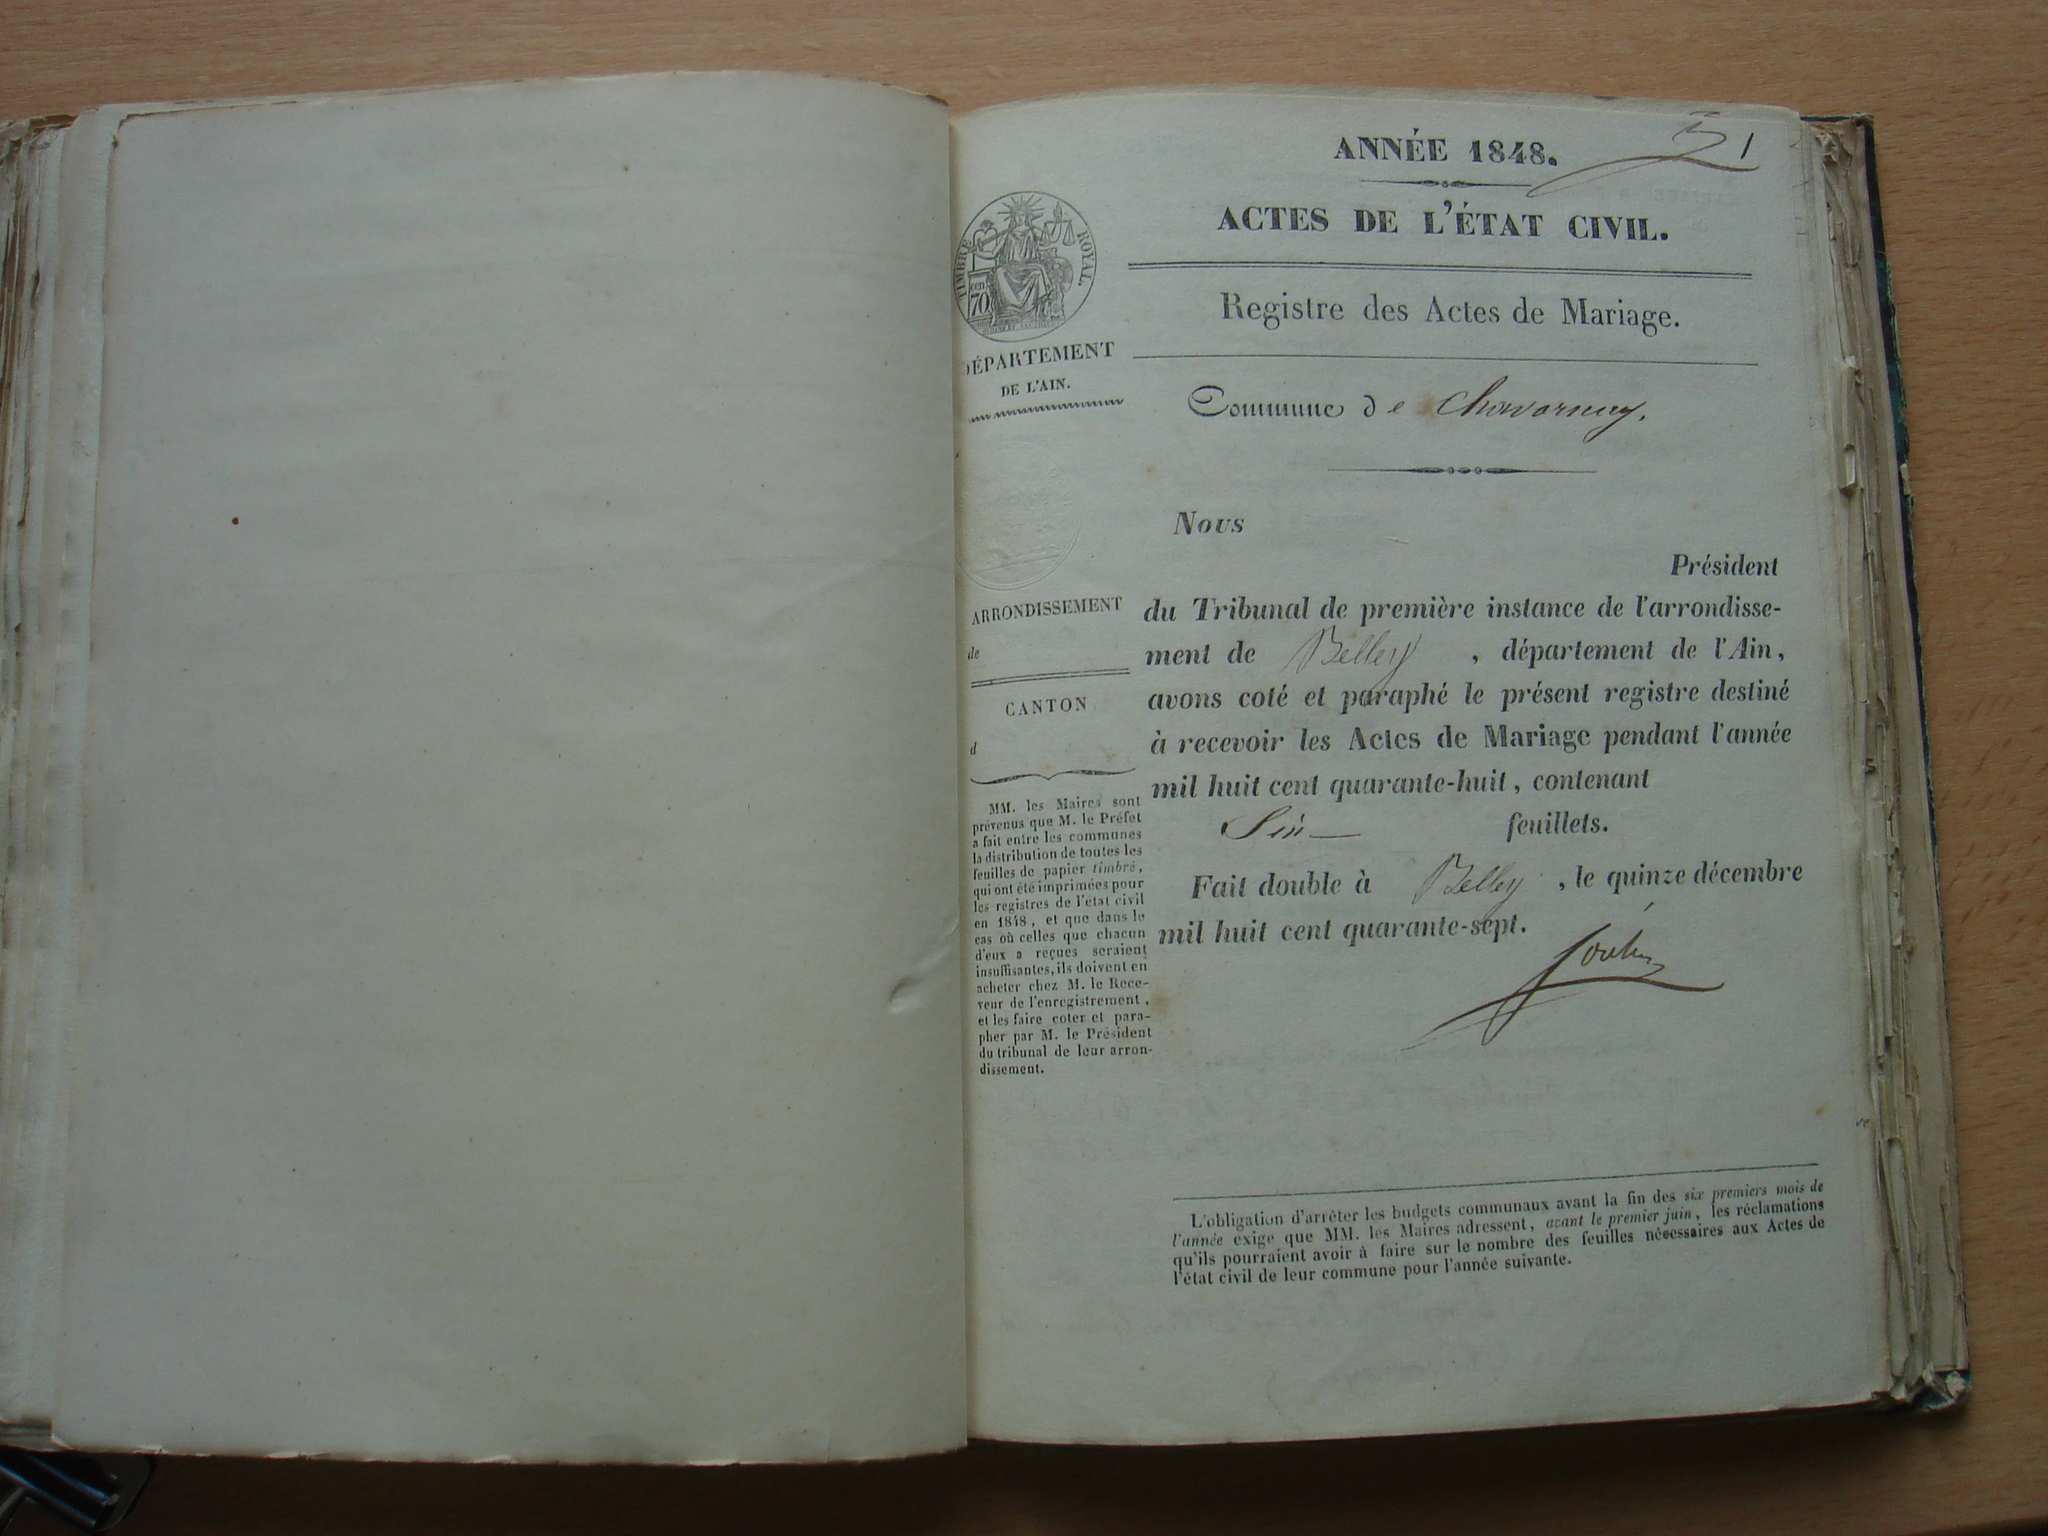 1
ANNÉE 1848.
ACTES DE L'ÉTAT CIVIL.
TIMBRE ROYAL.
cen
70
Registre des Actes de Mariage.
DÉPARTEMENT
DE L'AIN.
Commune de Chavornay.
Nous
Président
du Tribunal de première instance de l'arrondisse-
ment de Belley, département de l'Ain,
avons coté et paraphé le présent registre destiné
à recevoir les Actes de Mariage pendant l'année
mil huit cent quarante-huit, contenant
Six feuillets.
Fait double à Belley, le quinze décembre
mil huit cent quarante-sept.
ARRONDISSEMENT
de
CANTON
d
MM. les Maires sont
prévenus que M. le Préfet
a fait entre les communes
la distribution de toutes les
feuilles de papier timbré,
qui ont été imprimées pour
les registres de l'état civil
en 1848, et que dans le
cas où celles que chacun
d'eux a reçues seraient
insuffisantes, ils doivent en
acheter chez M. le Rece-
veur de l'enregistrement,
et les faire coter et para-
pher par M. le Président
du tribunal de leur arron-
dissement.
L'obligation d'arrêter les budgets communaux avant la fin des six premiers mois de
l'année exige que MM. les Maires adressent, avant le premier juin, les réclamations
qu'ils pourraient avoir à faire sur le nombre des feuilles nécessaires aux Actes de
l'état civil de leur commune pour l'année suivante.